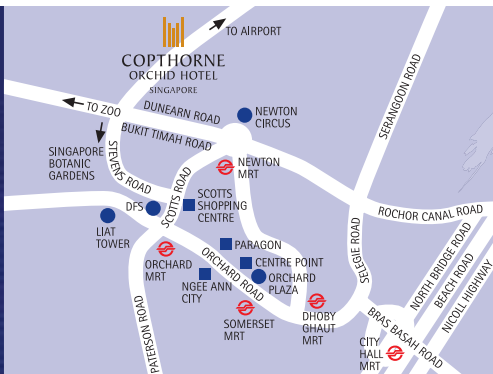 TO AIRPORT
COPTHORNE
ORCHID HOTEL
SINGAPORE
SERANGOON ROAD
TO ZOO
DUNEARN ROAD
BUKIT TIMAH ROAD
NEWTON
CIRCUS
SINGAPORE
BOTANIC
GARDENS
STEVENS ROAD
NEWTON
MRT
SCOTTS ROAD
SCOTTS
SHOPPING
CENTRE
DFS
LIAT
TOWER
ROCHOR CANAL ROAD
SELEGIE ROAD
NORTH BRIDGE ROAD
BEACH ROAD
NICOLL HIGHWAY
PARAGON
ORCHARD
MRT
ORCHARD ROAD
CENTRE POINT
ORCHARD
PLAZA
NGEE ANN
CITY
PATERSON ROAD
SOMERSET
MRT
DHOBY
GHAUT
MRT
BRAS BASAH ROAD
CITY
HALL
MRT